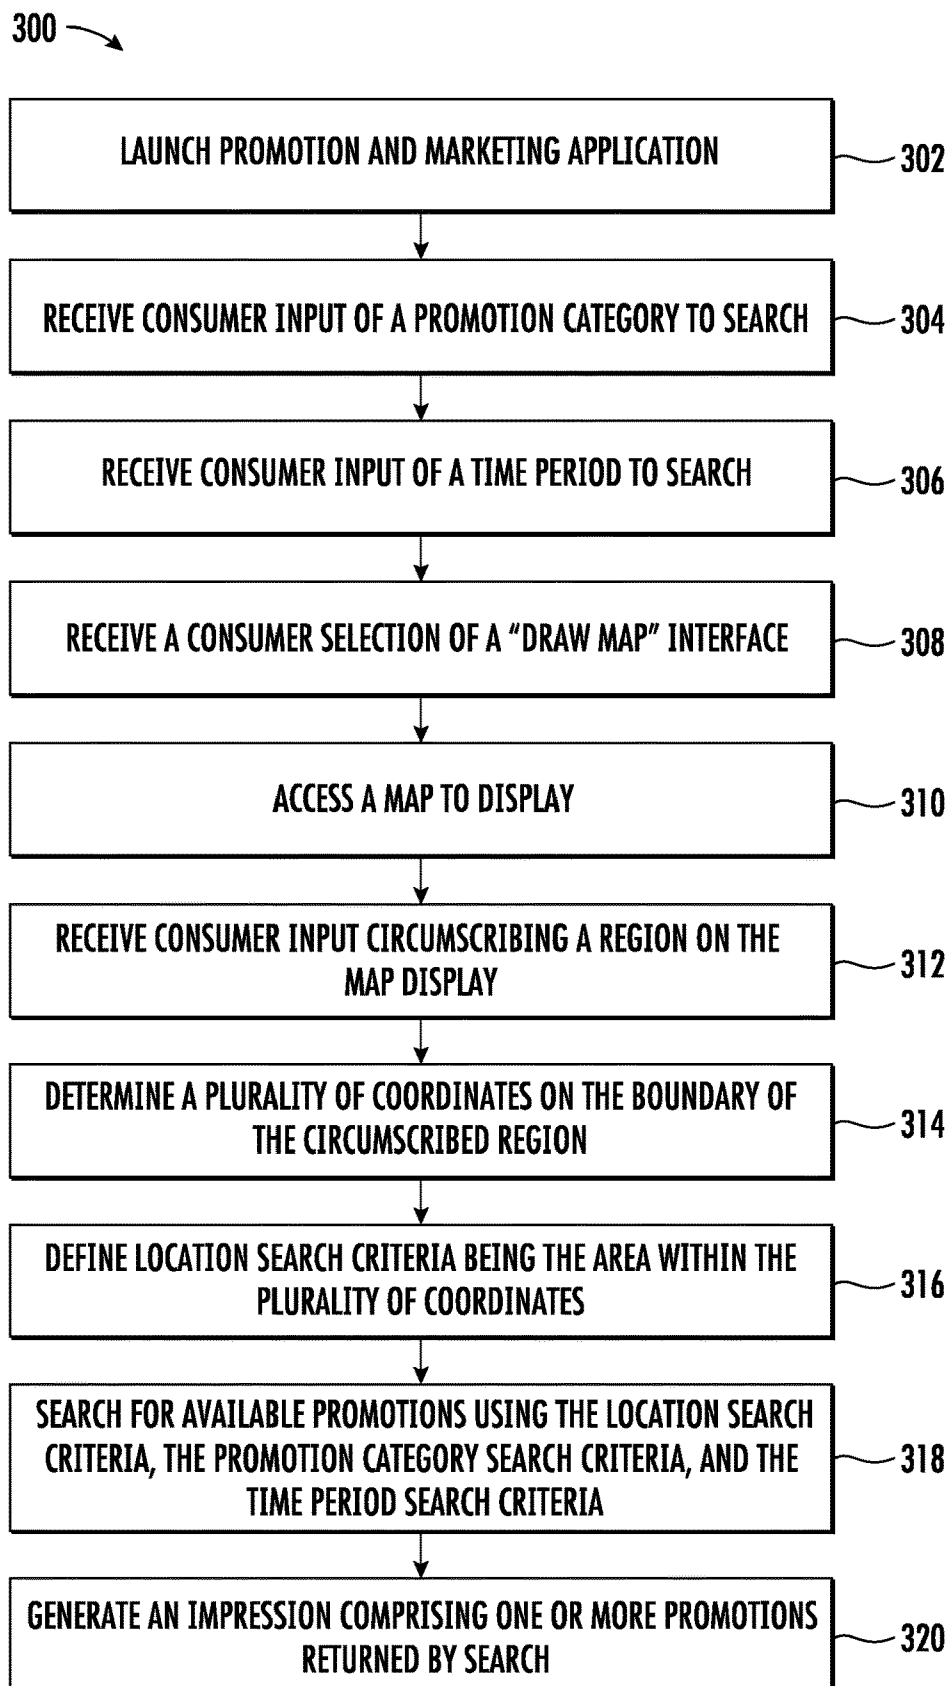 300
LAUNCH PROMOTION AND MARKETING APPLICATION
302
RECEIVE CONSUMER INPUT OF A PROMOTION CATEGORY TO SEARCH
304
RECEIVE CONSUMER INPUT OF A TIME PERIOD TO SEARCH
306
RECEIVE A CONSUMER SELECTION OF A “DRAW MAP” INTERFACE
308
ACCESS A MAP TO DISPLAY
310
RECEIVE CONSUMER INPUT CIRCUMSCRIBING A REGION ON THE
MAP DISPLAY
312
DETERMINE A PLURALITY OF COORDINATES ON THE BOUNDARY OF
THE CIRCUMSCRIBED REGION
314
DEFINE LOCATION SEARCH CRITERIA BEING THE AREA WITHIN THE
PLURALITY OF COORDINATES
316
SEARCH FOR AVAILABLE PROMOTIONS USING THE LOCATION SEARCH
CRITERIA, THE PROMOTION CATEGORY SEARCH CRITERIA, AND THE
TIME PERIOD SEARCH CRITERIA
318
GENERATE AN IMPRESSION COMPRISING ONE OR MORE PROMOTIONS
RETURNED BY SEARCH
320